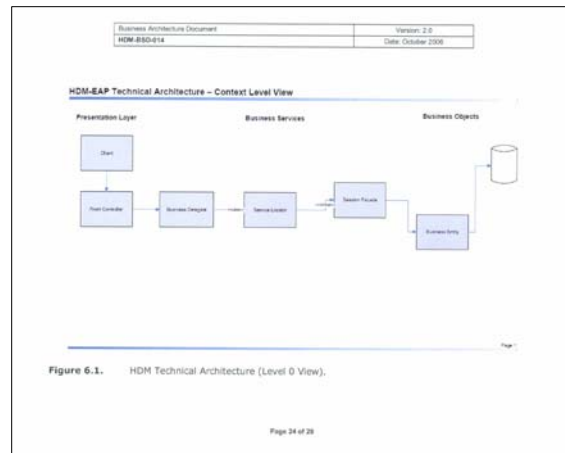 Business Architecture Document Version: 2.0
HDM-BSD-014 Date: October 2006
HDM-EAP Technical Architecture – Context Level View
Presentation Layer Business Services Business Objects
Client
Front Controller Business Delegate Service Locator Session Facade
Business Entity
Figure 6.1. HDM Technical Architecture (Level 0 View).
Page 24 of 28